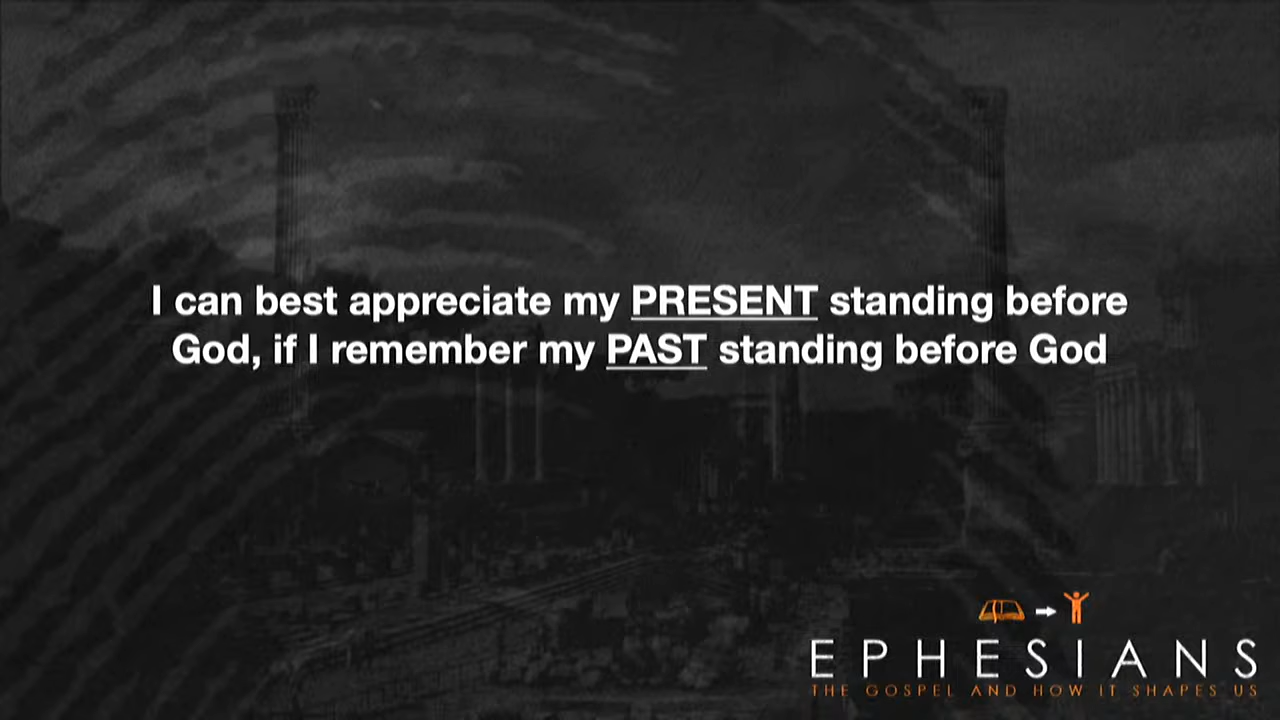 I can best appreciate my PRESENT standing before
God, if I remember my PAST standing before God
EPHESIANS
THE GOSPEL AND HOW IT SHAPES US